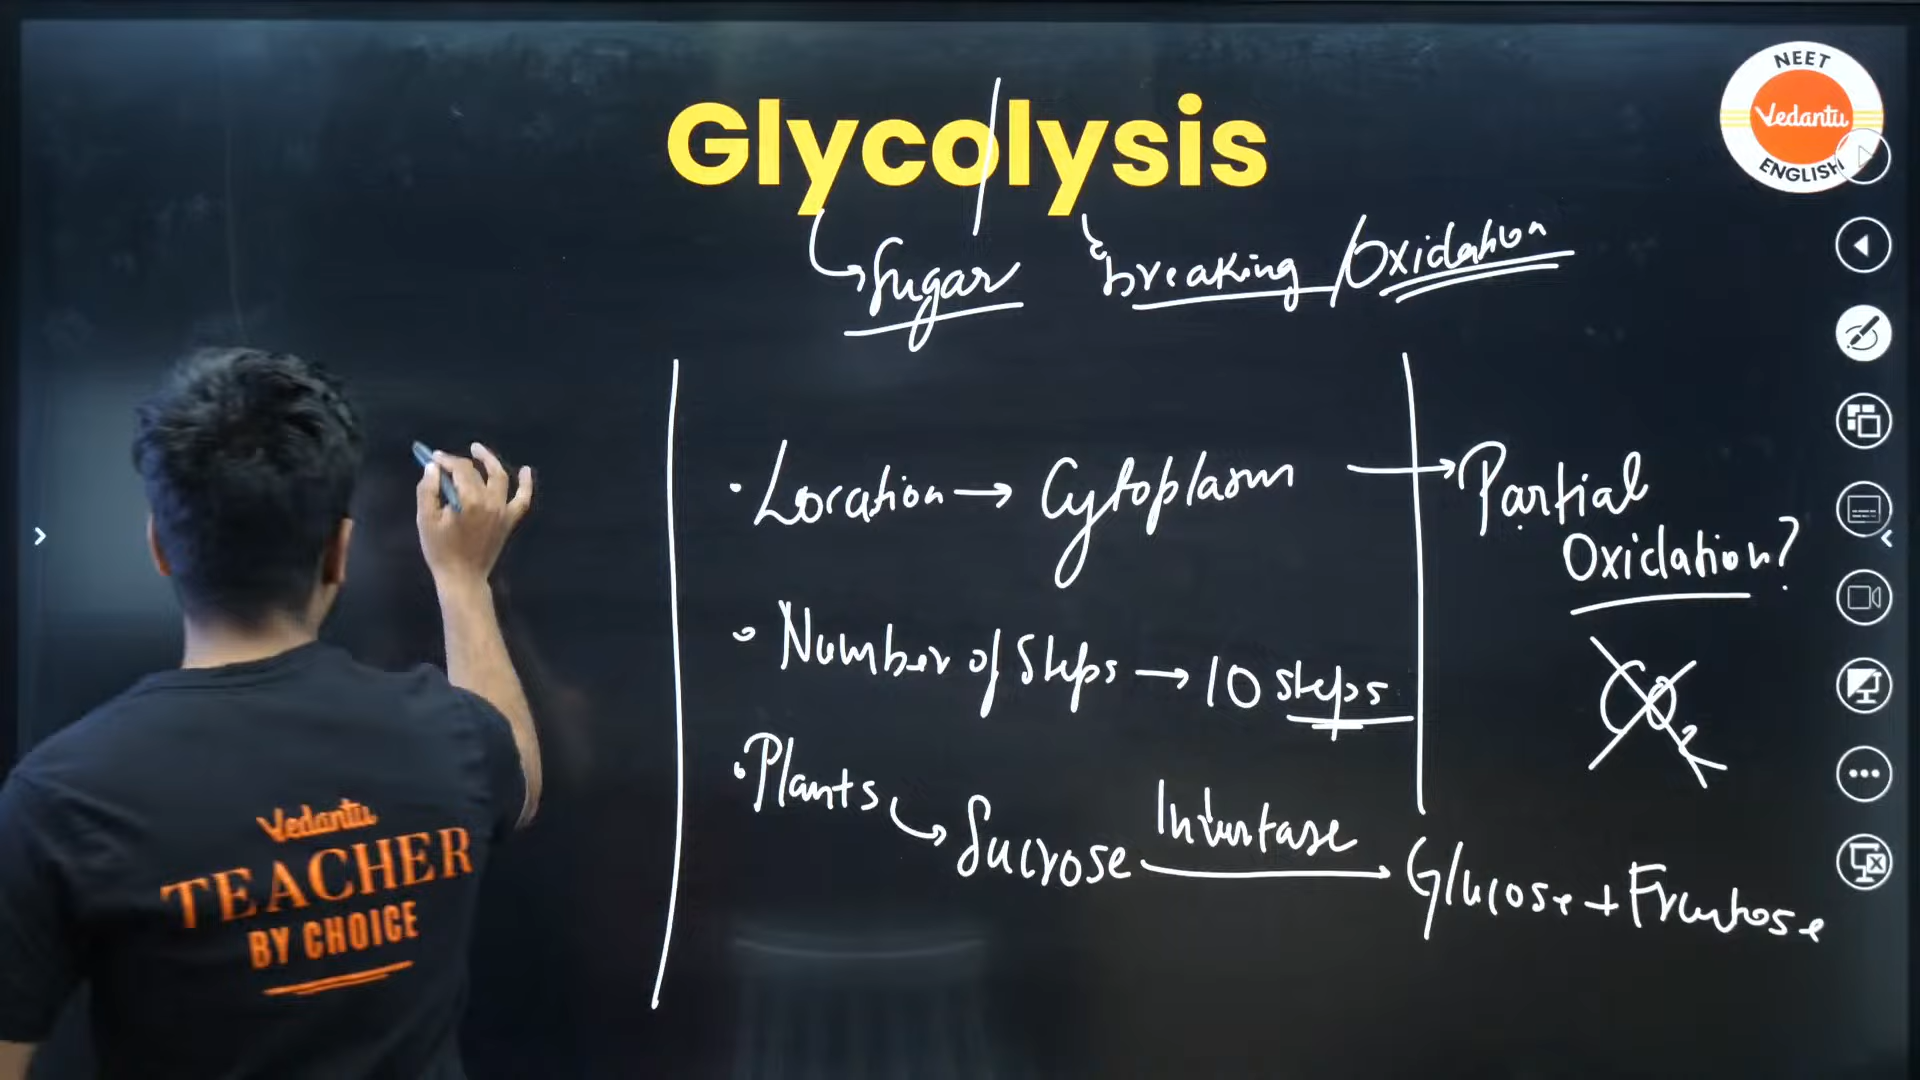 NEET
Vedantu
ENGLISH
Glycolysis
Sugar
breaking / Oxidation
• Location → Cytoplasm → Partial
Oxidation?
CO2
• Number of Steps → 10 steps
• Plants
Sucrose Invertase → Glucose + Fructose
Vedantu
TEACHER
BY CHOICE